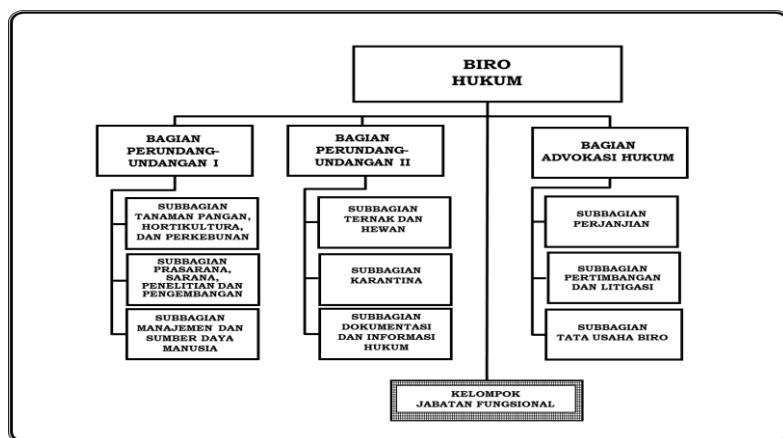 BIRO
HUKUM
BAGIAN
PERUNDANG-
UNDANGAN I
BAGIAN
PERUNDANG-
UNDANGAN II
BAGIAN
ADVOKASI HUKUM
SUBBAGIAN
TANAMAN PANGAN,
HORTIKULTURA,
DAN PERKEBUNAN
SUBBAGIAN
PRASARANA,
SARANA,
PENELITIAN DAN
PENGEMBANGAN
SUBBAGIAN
MANAJEMEN DAN
SUMBER DAYA
MANUSIA
SUBBAGIAN
TERNAK DAN
HEWAN
SUBBAGIAN
KARANTINA
SUBBAGIAN
DOKUMENTASI
DAN INFORMASI
HUKUM
SUBBAGIAN
PERJANJIAN
SUBBAGIAN
PERTIMBANGAN
DAN LITIGASI
SUBBAGIAN
TATA USAHA BIRO
KELOMPOK
JABATAN FUNGSIONAL